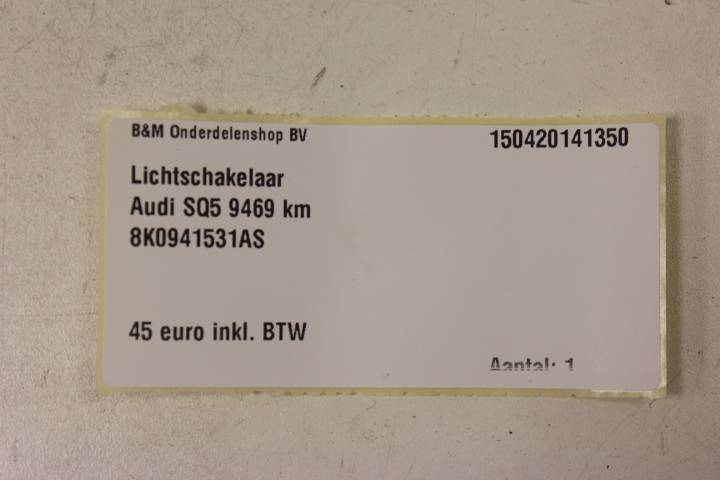 B&M Onderdelenshop BV
150420141350
Lichtschakelaar
Audi SQ5 9469 km
8K0941531AS
45 euro inkl. BTW
Aantal: 1